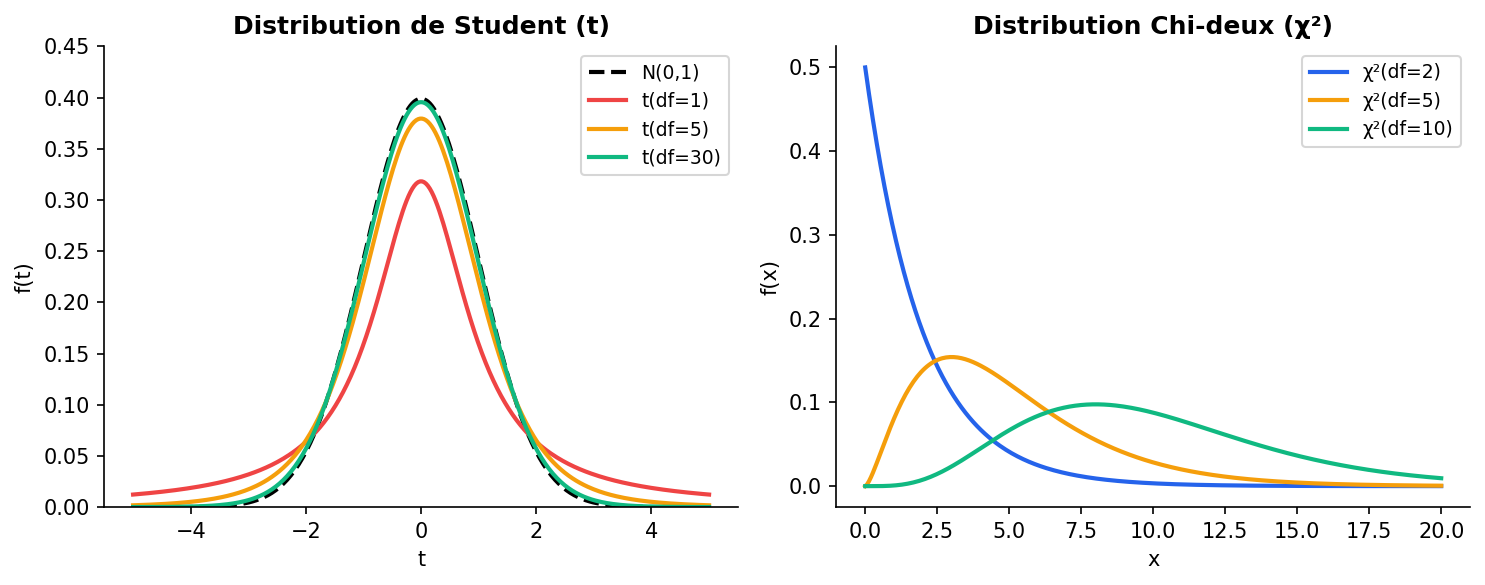 Distribution de Student (t)
0.45
0.40
0.35
0.30
0.25
0.20
0.15
0.10
0.05
0.00
f(t)
−4
−2
0
2
4
t
N(0,1)
t(df=1)
t(df=5)
t(df=30)
Distribution Chi-deux (χ²)
0.5
0.4
0.3
0.2
0.1
0.0
f(x)
0.0
2.5
5.0
7.5
10.0
12.5
15.0
17.5
20.0
x
χ²(df=2)
χ²(df=5)
χ²(df=10)